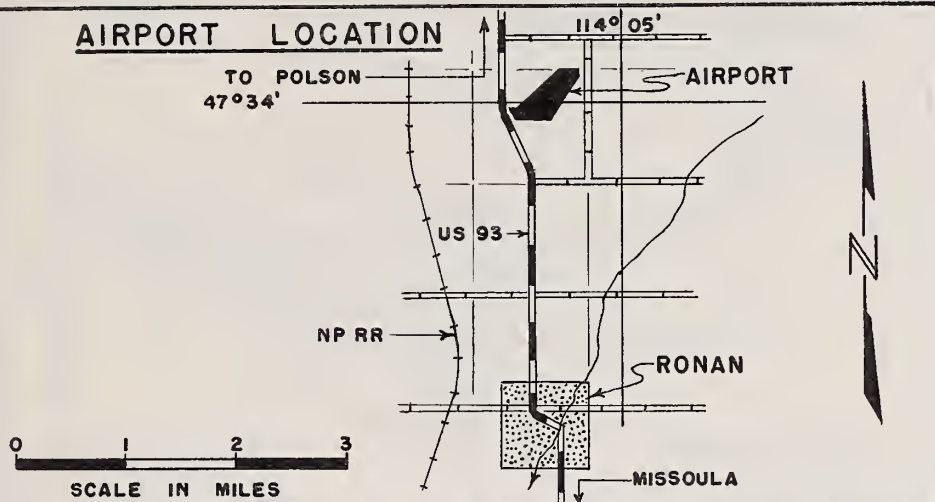 AIRPORT LOCATION
114° 05'
TO POLSON
AIRPORT
47°34'
US 93
N
NP RR
RONAN
0 1 2 3
SCALE IN MILES
MISSOULA